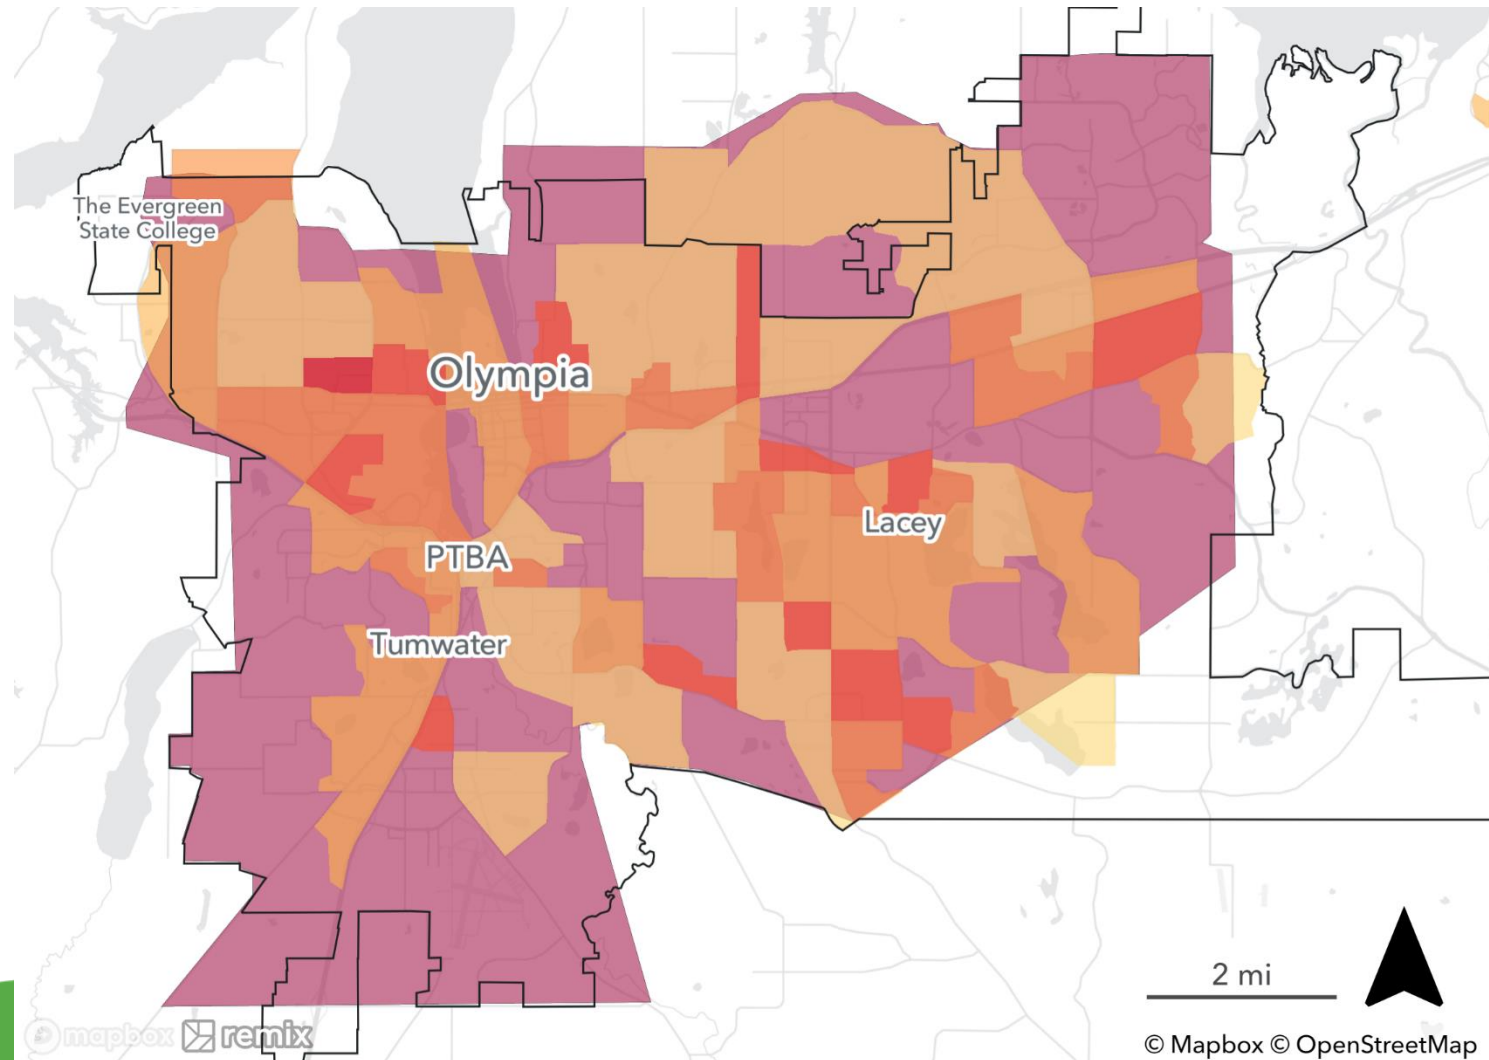 The Evergreen
State College
Olympia
Lacey
PTBA
Tumwater
2 mi
mapbox remix
© Mapbox © OpenStreetMap